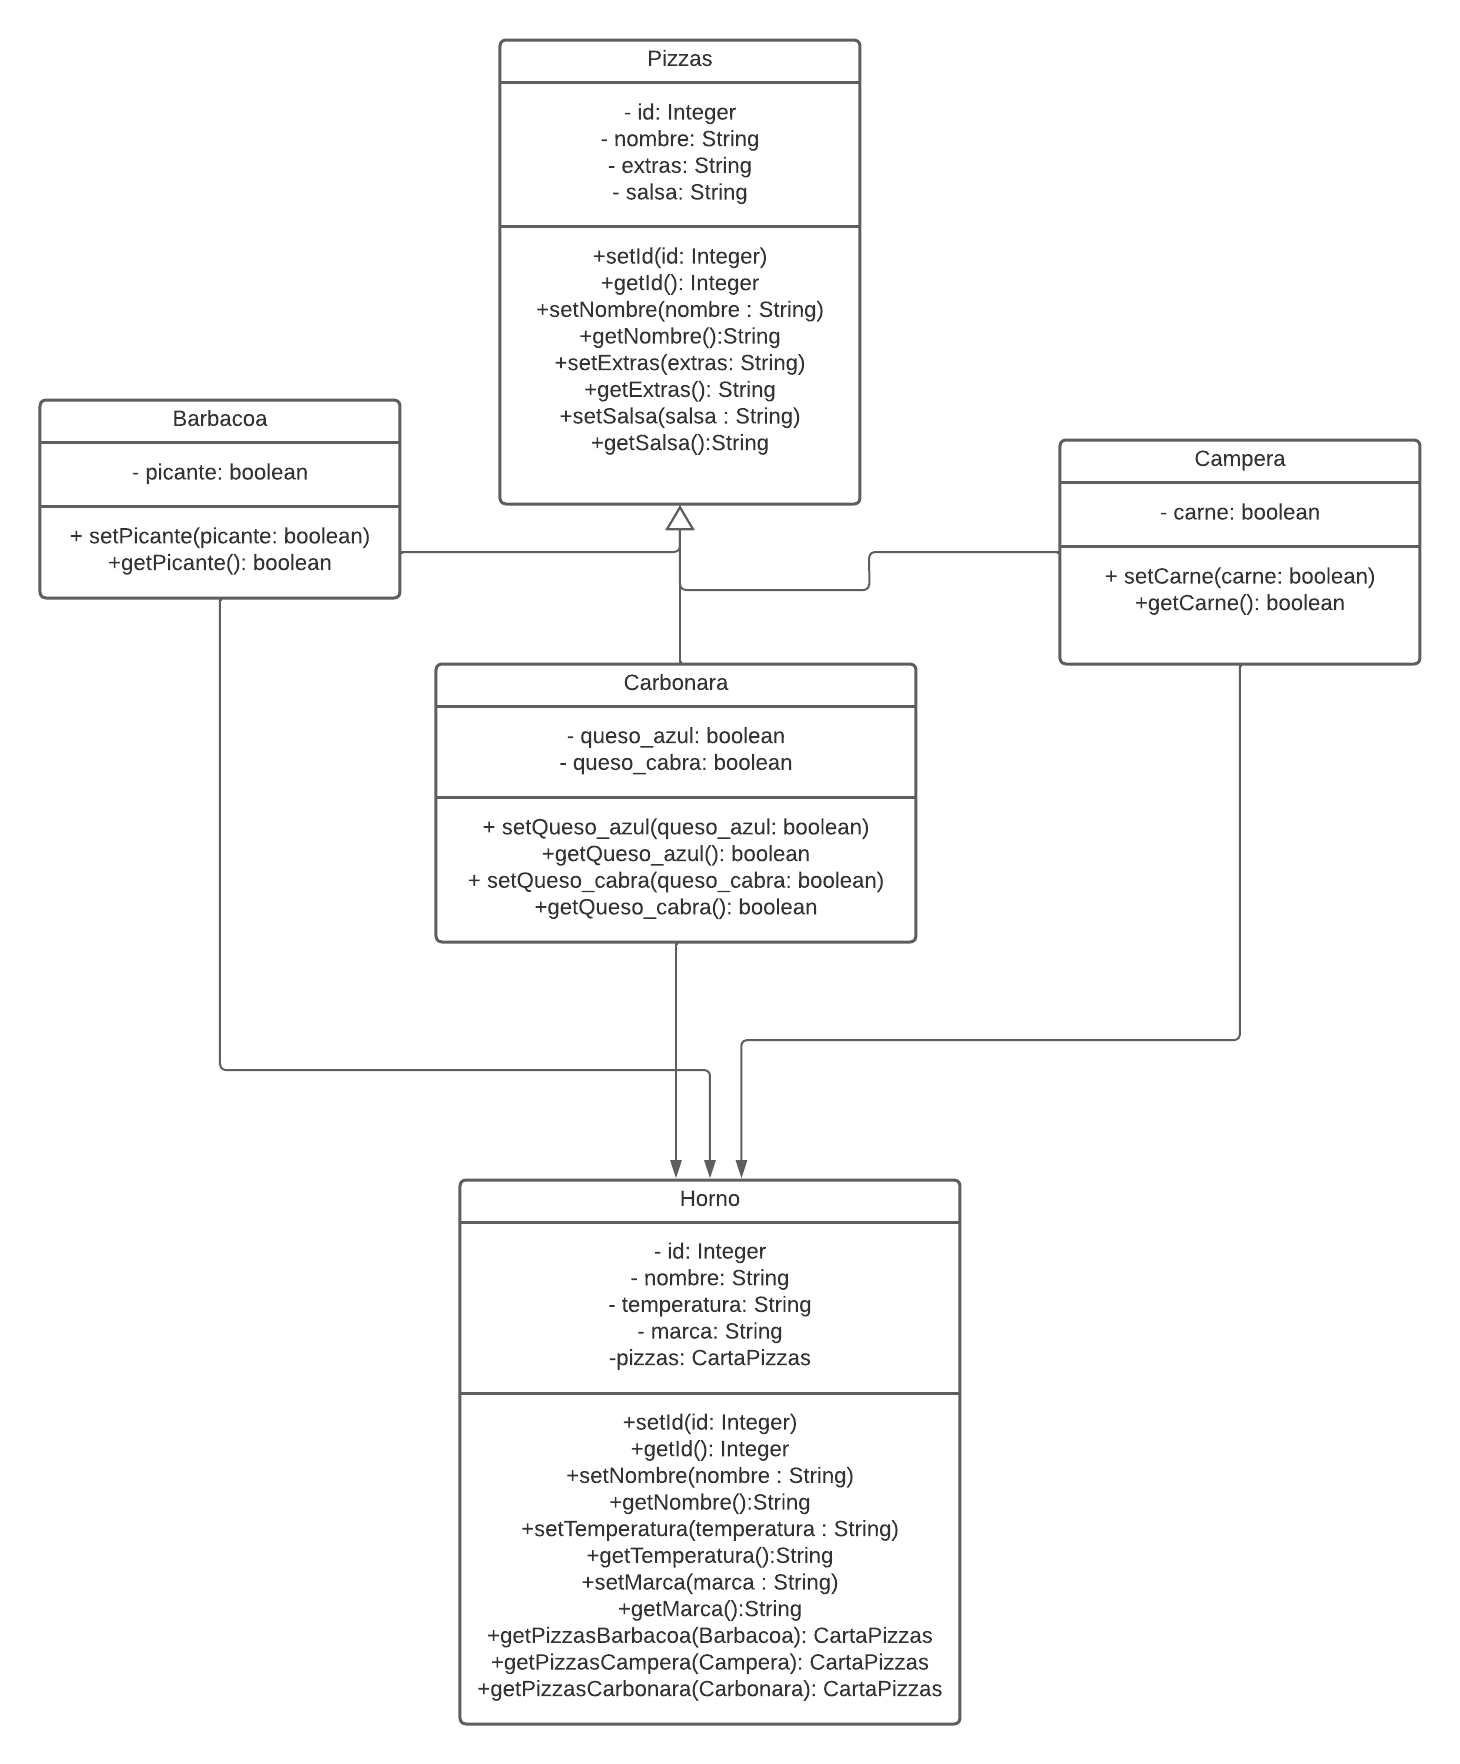 Pizzas
- id: Integer
- nombre: String
- extras: String
- salsa: String
+setId(id: Integer)
+getId(): Integer
+setNombre(nombre : String)
+getNombre():String
+setExtras(extras: String)
+getExtras(): String
+setSalsa(salsa : String)
+getSalsa():String
Barbacoa
- picante: boolean
+ setPicante(picante: boolean)
+getPicante(): boolean
Campera
- carne: boolean
+ setCarne(carne: boolean)
+getCarne(): boolean
Carbonara
- queso_azul: boolean
- queso_cabra: boolean
+ setQueso_azul(queso_azul: boolean)
+getQueso_azul(): boolean
+ setQueso_cabra(queso_cabra: boolean)
+getQueso_cabra(): boolean
Horno
- id: Integer
- nombre: String
- temperatura: String
- marca: String
-pizzas: CartaPizzas
+setId(id: Integer)
+getId(): Integer
+setNombre(nombre : String)
+getNombre():String
+setTemperatura(temperatura : String)
+getTemperatura():String
+setMarca(marca : String)
+getMarca():String
+getPizzasBarbacoa(Barbacoa): CartaPizzas
+getPizzasCampera(Campera): CartaPizzas
+getPizzasCarbonara(Carbonara): CartaPizzas